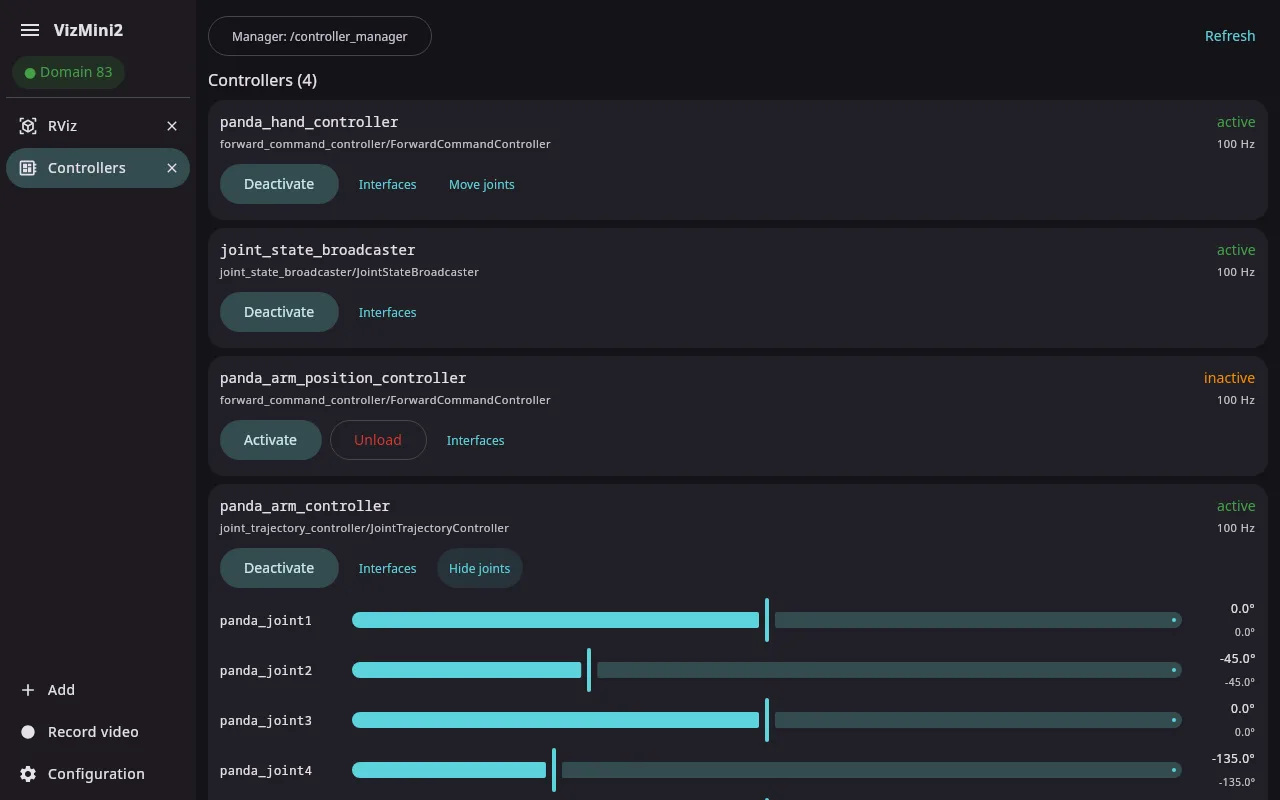 VizMini2
Domain 83
RViz
Controllers
Add
Record video
Configuration
Manager: /controller_manager
Refresh
Controllers (4)
panda_hand_controller
active
forward_command_controller/ForwardCommandController
100 Hz
Deactivate
Interfaces
Move joints
joint_state_broadcaster
active
joint_state_broadcaster/JointStateBroadcaster
100 Hz
Deactivate
Interfaces
panda_arm_position_controller
inactive
forward_command_controller/ForwardCommandController
100 Hz
Activate
Unload
Interfaces
panda_arm_controller
active
joint_trajectory_controller/JointTrajectoryController
100 Hz
Deactivate
Interfaces
Hide joints
panda_joint1
0.0°
0.0°
panda_joint2
-45.0°
-45.0°
panda_joint3
0.0°
0.0°
panda_joint4
-135.0°
-135.0°